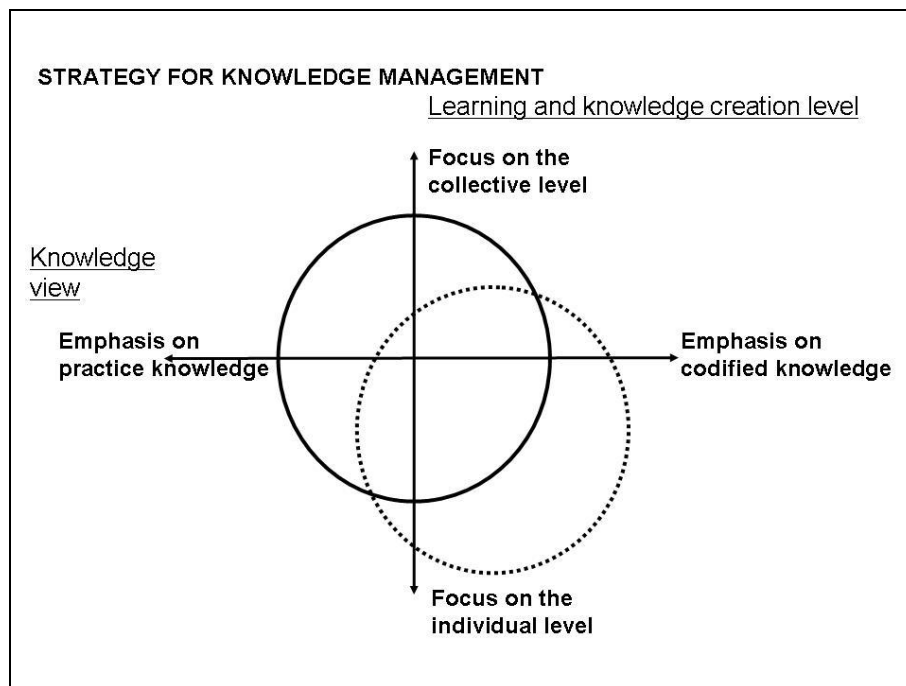 STRATEGY FOR KNOWLEDGE MANAGEMENT
Learning and knowledge creation level
Focus on the
collective level
Knowledge
view
Emphasis on
practice knowledge
Emphasis on
codified knowledge
Focus on the
individual level